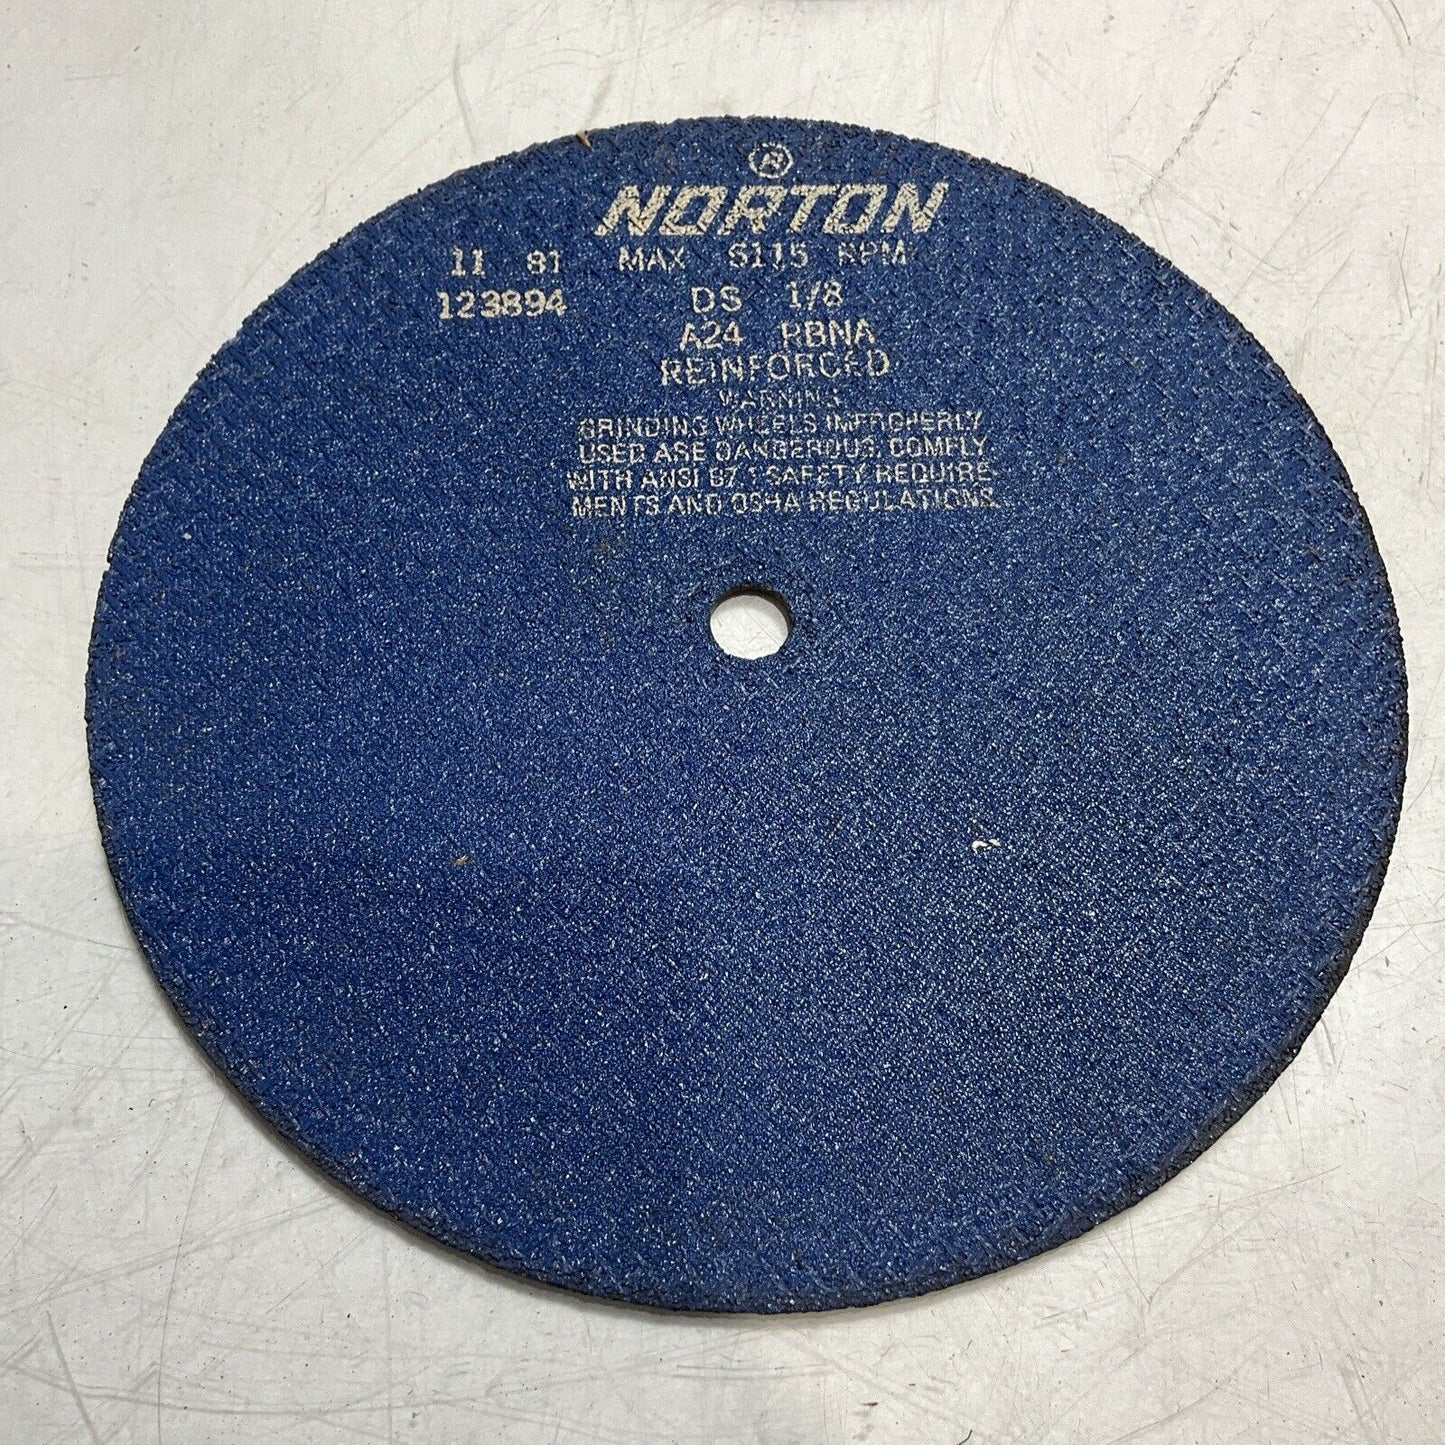 ®
NORTON
11 81 MAX 5115 RPM
123894 DS 1/8
A24 RBNA
REINFORCED
WARNING
GRINDING WHEELS IMPROPERLY
USED ARE DANGEROUS. COMPLY
WITH ANSI B7.1 SAFETY REQUIRE
MENTS AND OSHA REGULATIONS.